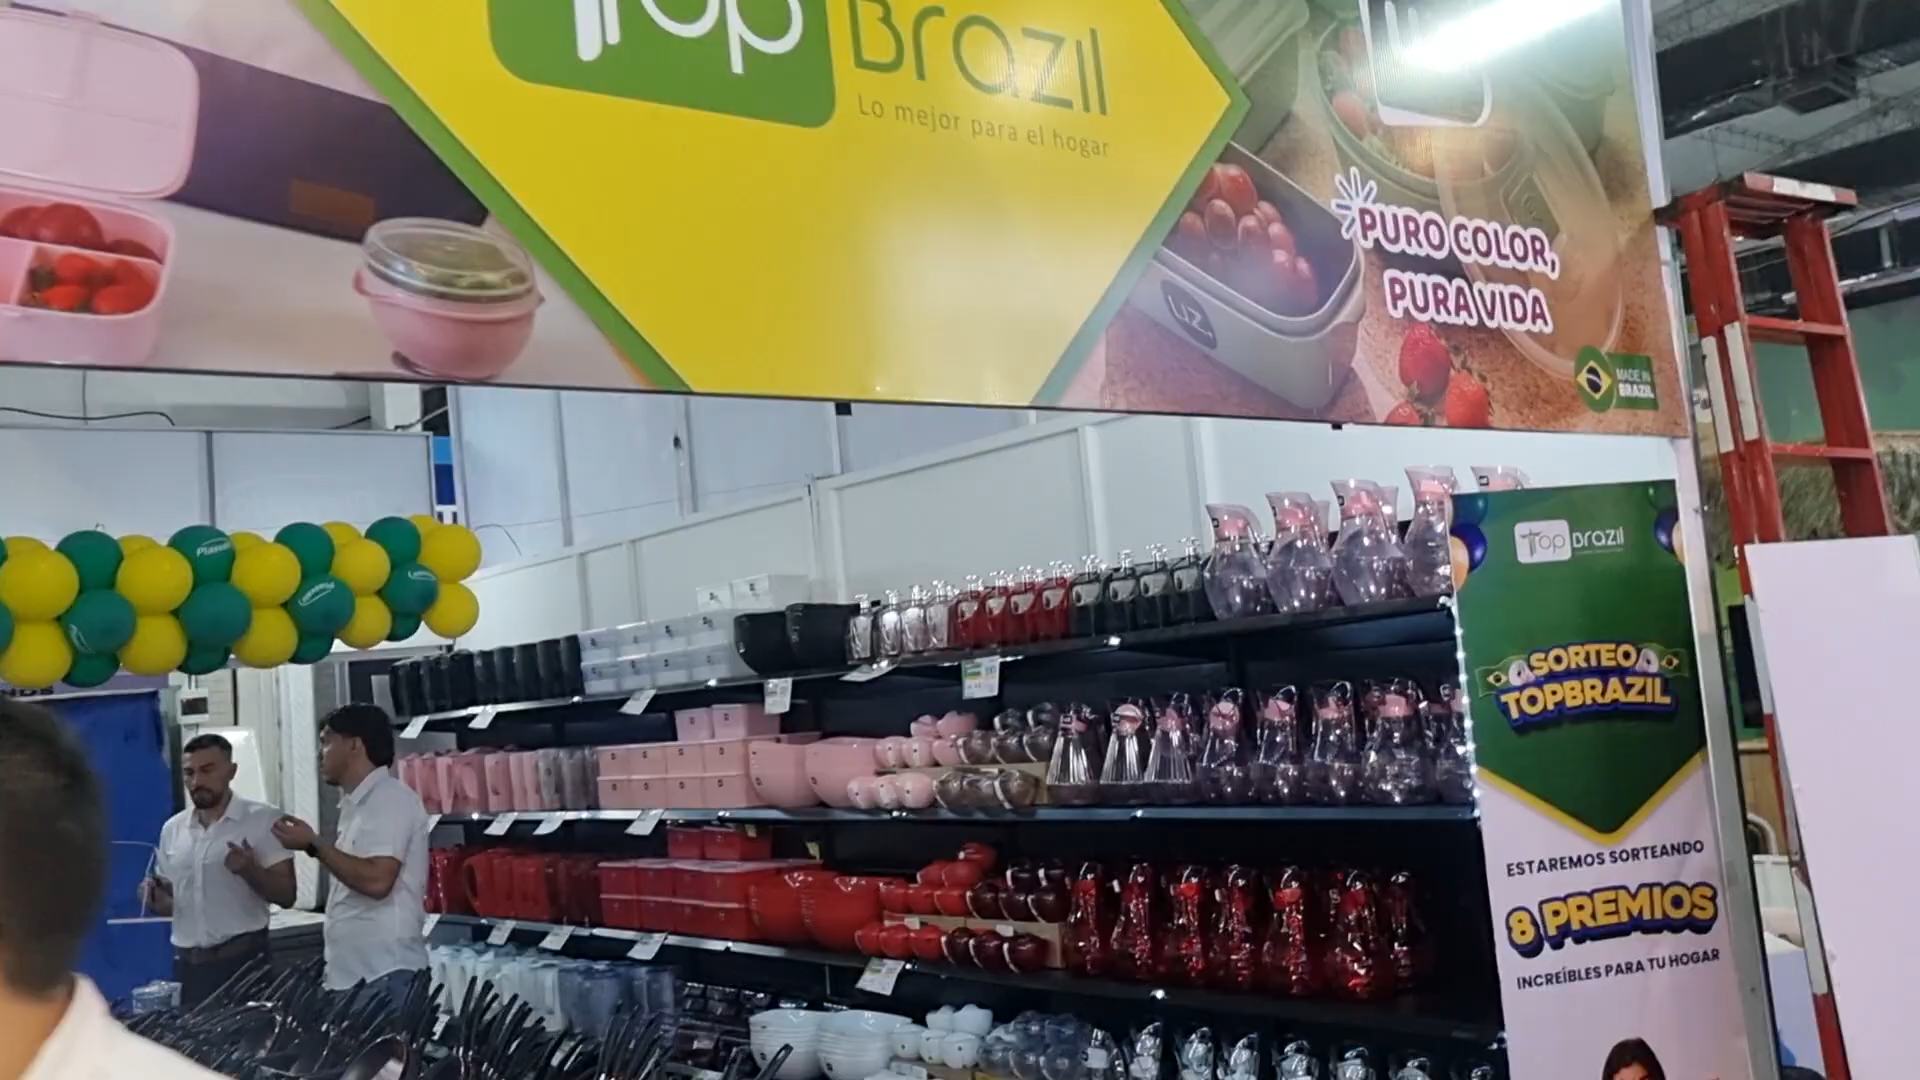 Top Brazil
Lo mejor para el hogar
UZ.
PURO COLOR,
PURA VIDA
MADE IN
BRAZIL
Top Brazil
SORTEO
TOPBRAZIL
ESTAREMOS SORTEANDO
8 PREMIOS
INCREÍBLES PARA TU HOGAR